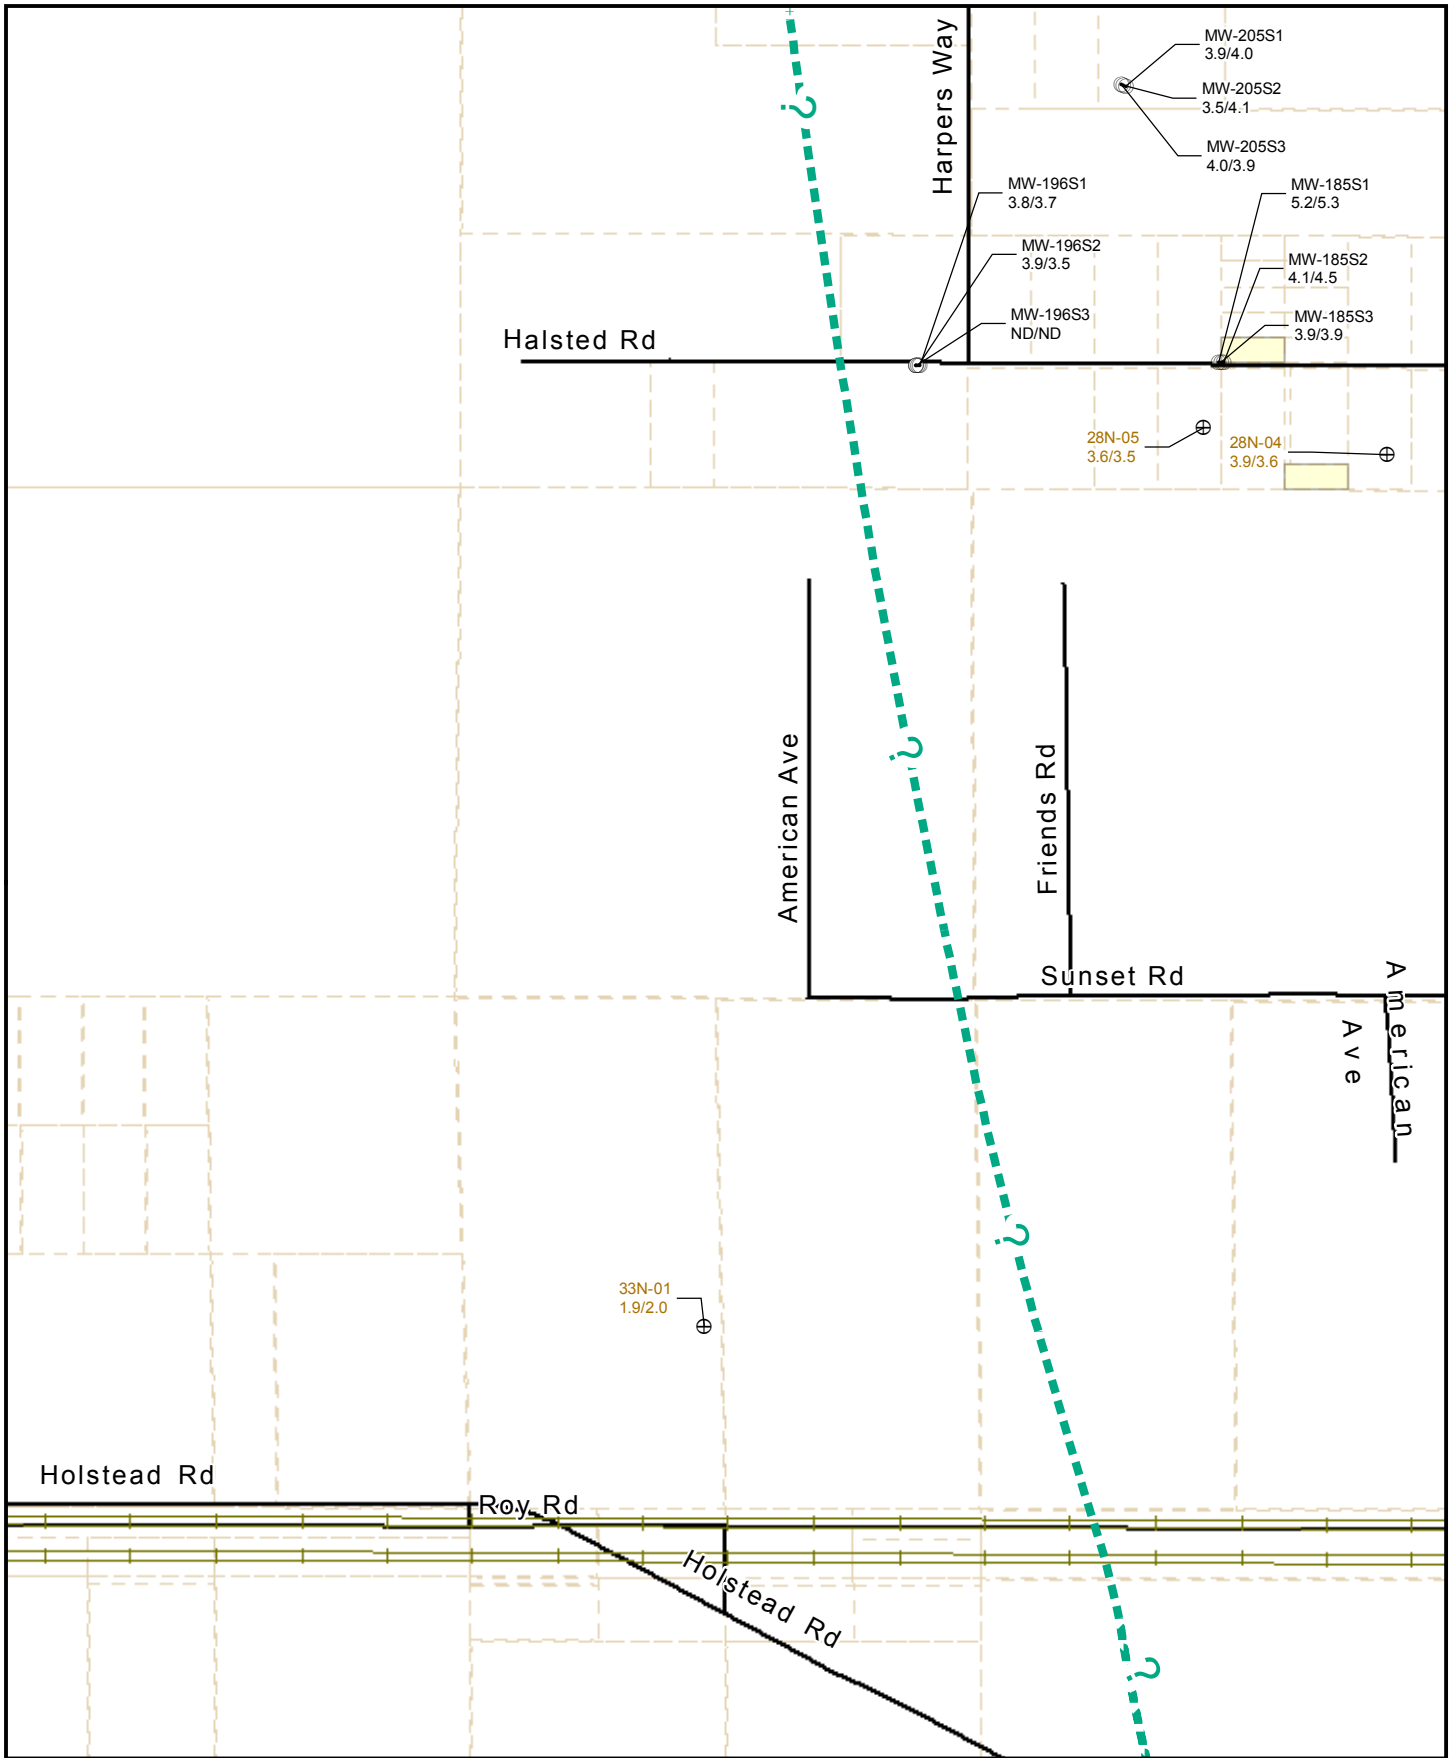 Harpers Way
MW-205S1
3.9/4.0
MW-205S2
3.5/4.1
MW-205S3
4.0/3.9
MW-196S1
3.8/3.7
MW-185S1
5.2/5.3
MW-196S2
3.9/3.5
MW-185S2
4.1/4.5
MW-196S3
ND/ND
MW-185S3
3.9/3.9
?
Halsted Rd
28N-05
3.6/3.5
28N-04
3.9/3.6
American Ave
?
Friends Rd
Sunset Rd
American
Ave
?
33N-01
1.9/2.0
Holstead Rd
Roy Rd
Holstead Rd
?